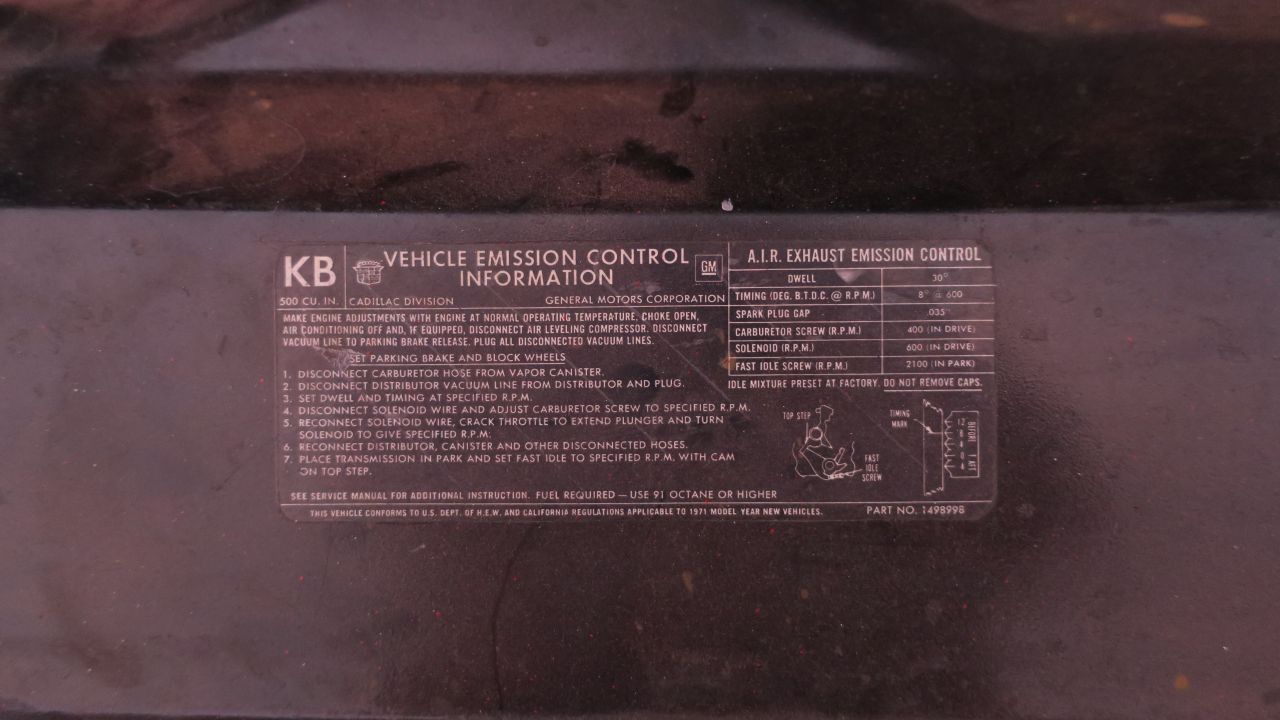 KB
500 CU. IN.
VEHICLE EMISSION CONTROL
INFORMATION
GM
CADILLAC DIVISION GENERAL MOTORS CORPORATION
MAKE ENGINE ADJUSTMENTS WITH ENGINE AT NORMAL OPERATING TEMPERATURE, CHOKE OPEN,
AIR CONDITIONING OFF AND, IF EQUIPPED, DISCONNECT AIR LEVELING COMPRESSOR. DISCONNECT
VACUUM LINE TO PARKING BRAKE RELEASE. PLUG ALL DISCONNECTED VACUUM LINES.
SET PARKING BRAKE AND BLOCK WHEELS
1. DISCONNECT CARBURETOR HOSE FROM VAPOR CANISTER.
2. DISCONNECT DISTRIBUTOR VACUUM LINE FROM DISTRIBUTOR AND PLUG.
3. SET DWELL AND TIMING AT SPECIFIED R.P.M.
4. DISCONNECT SOLENOID WIRE AND ADJUST CARBURETOR SCREW TO SPECIFIED R.P.M.
5. RECONNECT SOLENOID WIRE, CRACK THROTTLE TO EXTEND PLUNGER AND TURN
SOLENOID TO GIVE SPECIFIED R.P.M.
6. RECONNECT DISTRIBUTOR, CANISTER AND OTHER DISCONNECTED HOSES.
7. PLACE TRANSMISSION IN PARK AND SET FAST IDLE TO SPECIFIED R.P.M. WITH CAM
ON TOP STEP.
SEE SERVICE MANUAL FOR ADDITIONAL INSTRUCTION. FUEL REQUIRED — USE 91 OCTANE OR HIGHER
A.I.R. EXHAUST EMISSION CONTROL
DWELL 30°
TIMING (DEG. B.T.D.C. @ R.P.M.) 8° @ 600
SPARK PLUG GAP .035
CARBURETOR SCREW (R.P.M.) 400 (IN DRIVE)
SOLENOID (R.P.M.) 600 (IN DRIVE)
FAST IDLE SCREW (R.P.M.) 2100 (IN PARK)
IDLE MIXTURE PRESET AT FACTORY. DO NOT REMOVE CAPS.
TOP STEP
FAST
IDLE
SCREW
TIMING
MARK
12
8
4
0
4
BEFORE
AFT
THIS VEHICLE CONFORMS TO U.S. DEPT. OF H.E.W. AND CALIFORNIA REGULATIONS APPLICABLE TO 1971 MODEL YEAR NEW VEHICLES. PART NO. 1498998